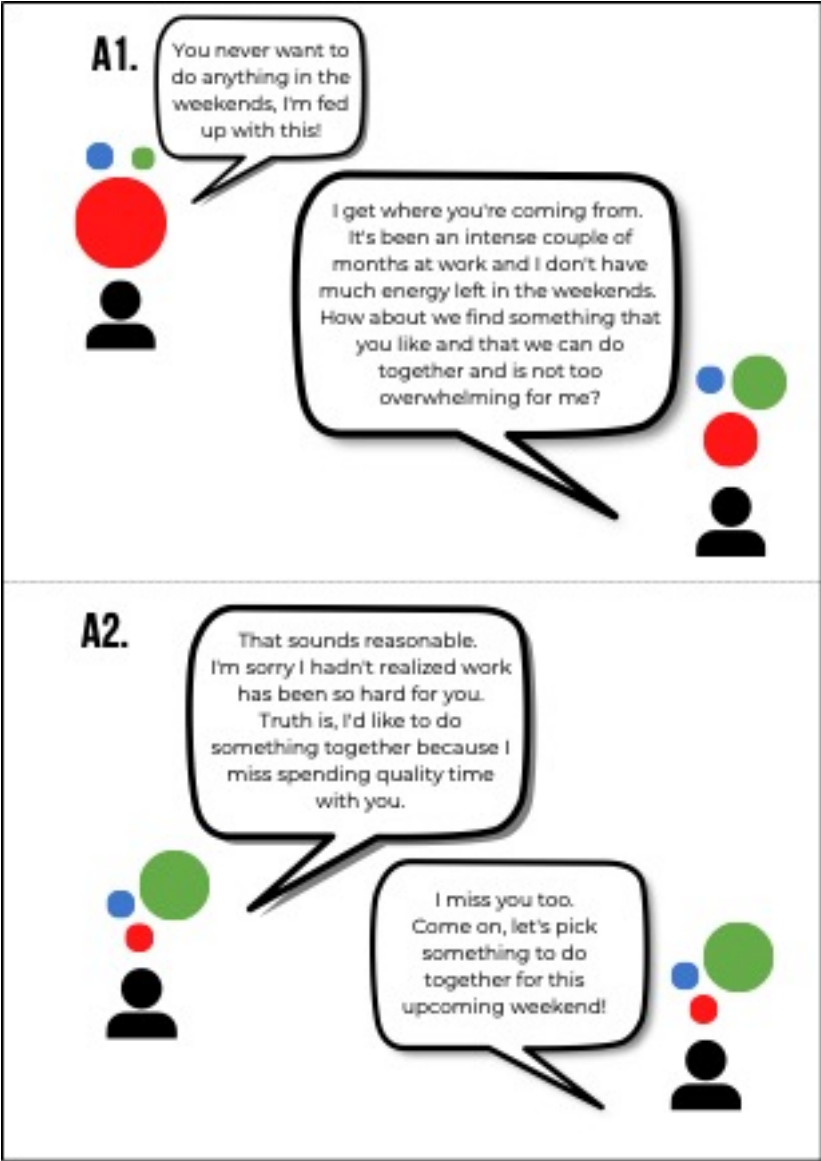 A1.
You never want to
do anything in the
weekends, I'm fed
up with this!
I get where you're coming from.
It's been an intense couple of
months at work and I don't have
much energy left in the weekends.
How about we find something that
you like and that we can do
together and is not too
overwhelming for me?
A2.
That sounds reasonable.
I'm sorry I hadn't realized work
has been so hard for you.
Truth is, I'd like to do
something together because I
miss spending quality time
with you.
I miss you too.
Come on, let's pick
something to do
together for this
upcoming weekend!